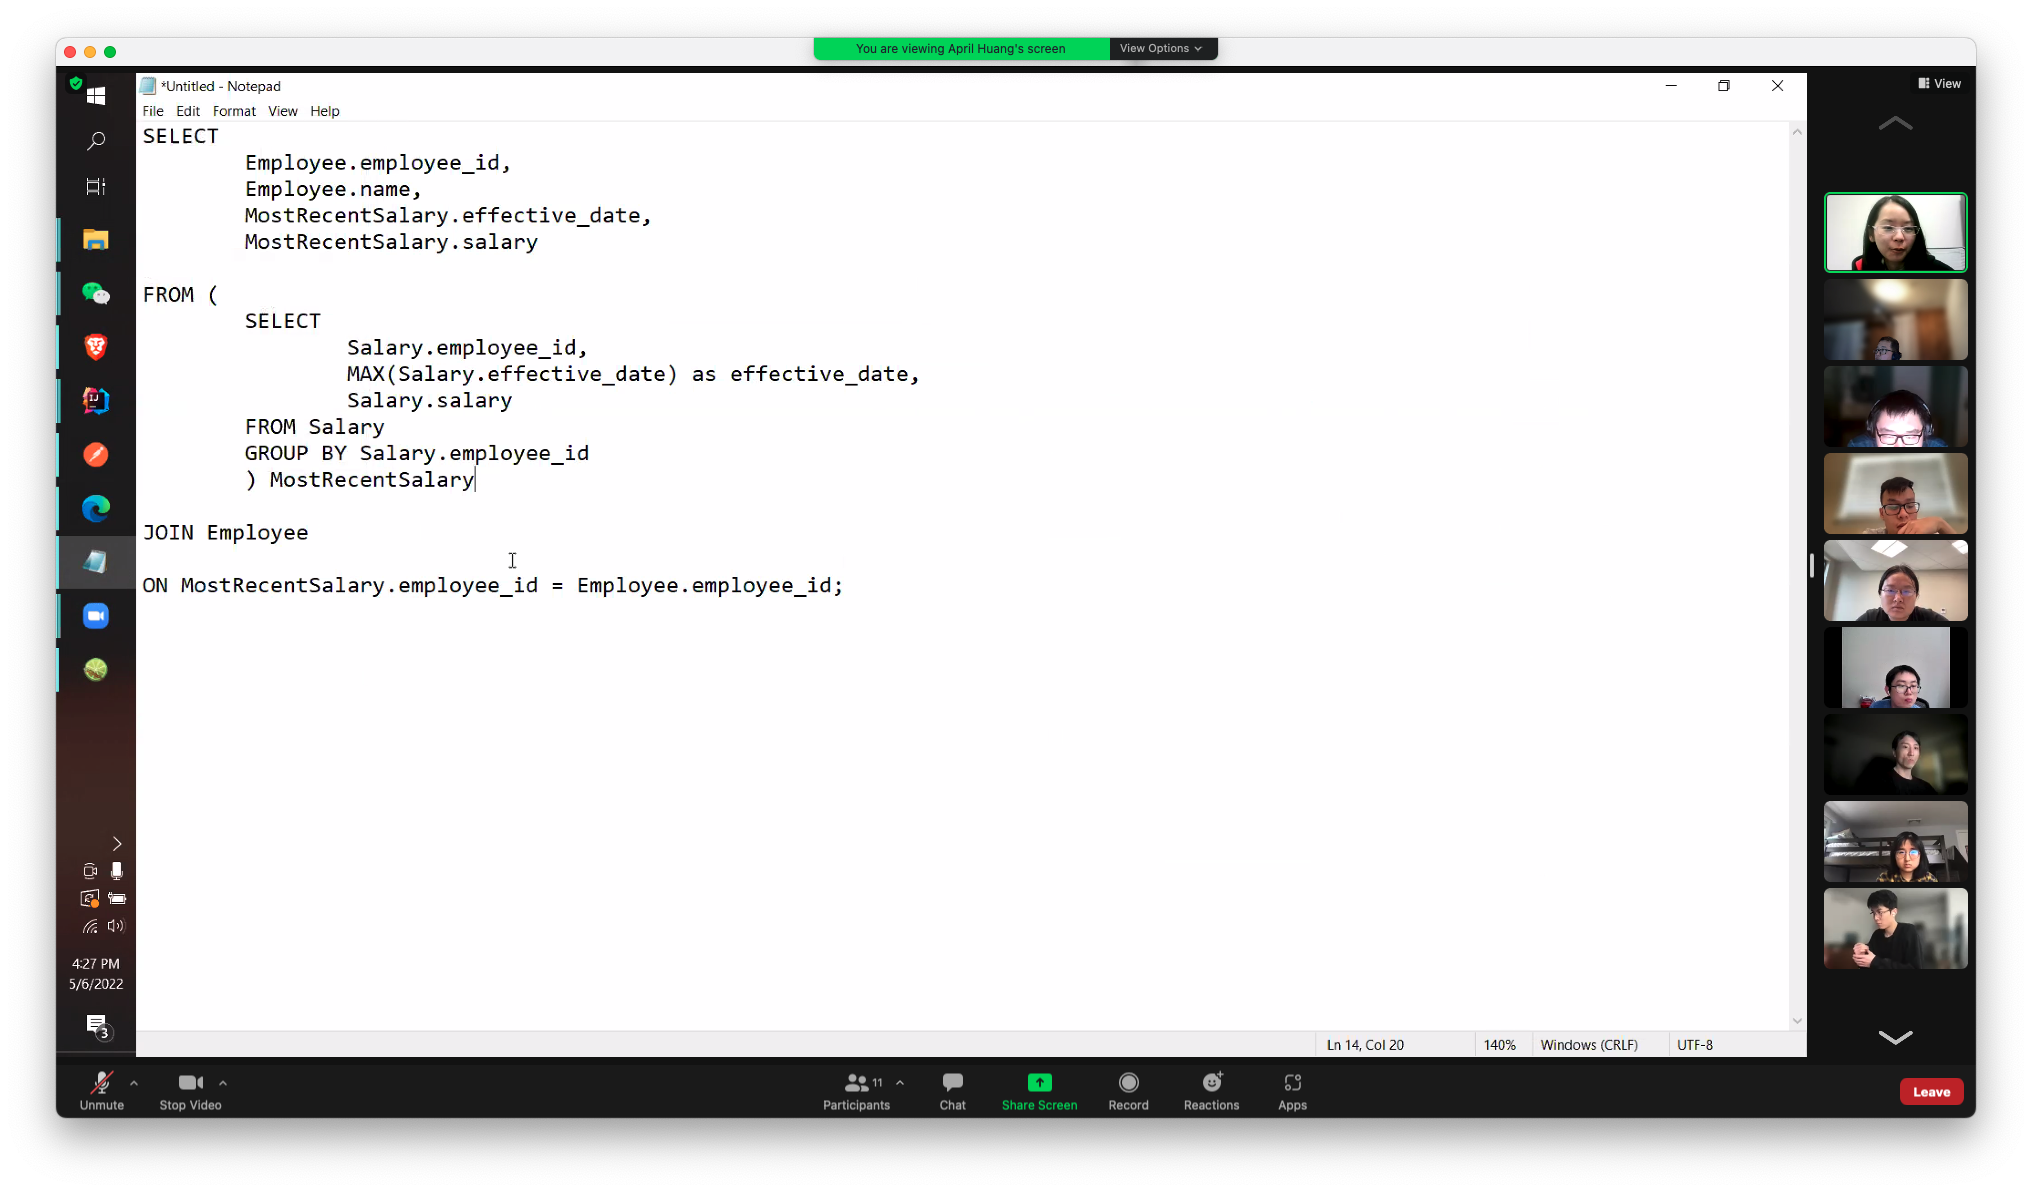 You are viewing April Huang's screen
View Options
View
*Untitled - Notepad
File Edit Format View Help
SELECT
Employee.employee_id,
Employee.name,
MostRecentSalary.effective_date,
MostRecentSalary.salary
FROM (
SELECT
Salary.employee_id,
MAX(Salary.effective_date) as effective_date,
Salary.salary
FROM Salary
GROUP BY Salary.employee_id
) MostRecentSalary
JOIN Employee
ON MostRecentSalary.employee_id = Employee.employee_id;
4:27 PM
5/6/2022
3
Ln 14, Col 20
140%
Windows (CRLF)
UTF-8
Unmute
Stop Video
11
Participants
Chat
Share Screen
Record
Reactions
Apps
Leave